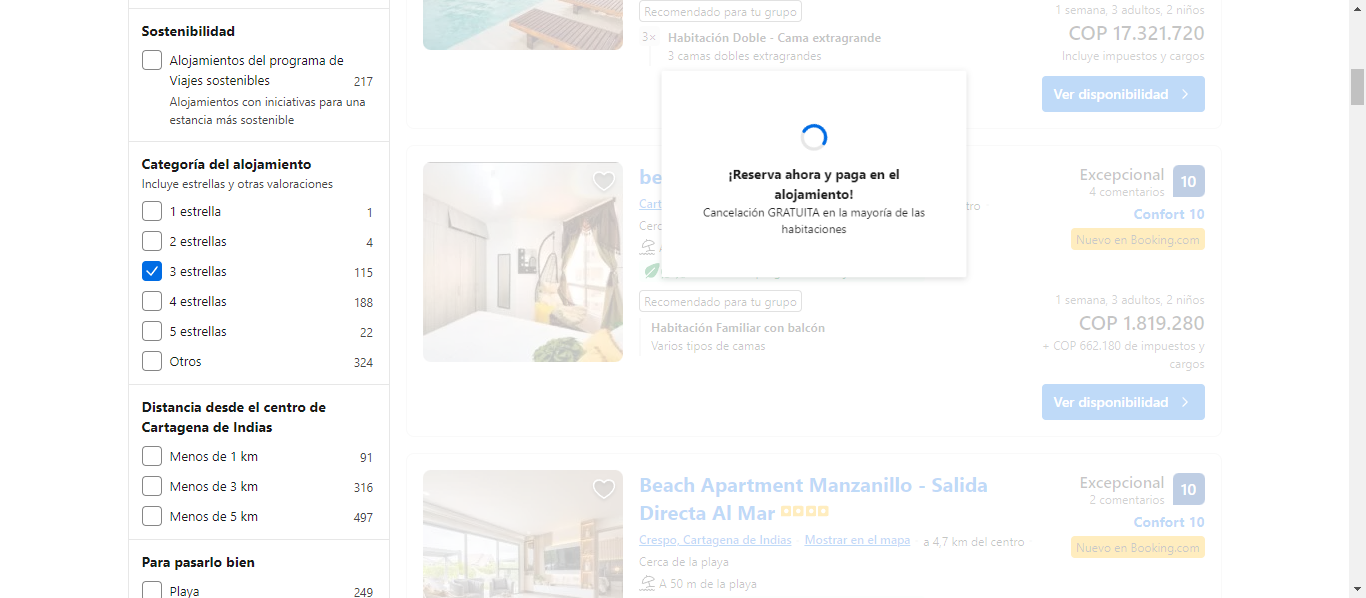 Sostenibilidad
Alojamientos del programa de
Viajes sostenibles 217
Alojamientos con iniciativas para una
estancia más sostenible
Categoría del alojamiento
Incluye estrellas y otras valoraciones
1 estrella 1
2 estrellas 4
3 estrellas 115
4 estrellas 188
5 estrellas 22
Otros 324
Distancia desde el centro de
Cartagena de Indias
Menos de 1 km 91
Menos de 3 km 316
Menos de 5 km 497
Para pasarlo bien
Playa 249
Recomendado para tu grupo
3× Habitación Doble - Cama extragrande
3 camas dobles extragrandes
1 semana, 3 adultos, 2 niños
COP 17.321.720
Incluye impuestos y cargos
Ver disponibilidad
¡Reserva ahora y paga en el
alojamiento!
Cancelación GRATUITA en la mayoría de las
habitaciones
Excepcional 10
4 comentarios
Confort 10
Nuevo en Booking.com
Recomendado para tu grupo
Habitación Familiar con balcón
Varios tipos de camas
1 semana, 3 adultos, 2 niños
COP 1.819.280
+ COP 662.180 de impuestos y
cargos
Ver disponibilidad
Beach Apartment Manzanillo - Salida
Directa Al Mar
Crespo, Cartagena de Indias Mostrar en el mapa a 4,7 km del centro
Cerca de la playa
A 50 m de la playa
Excepcional 10
2 comentarios
Confort 10
Nuevo en Booking.com